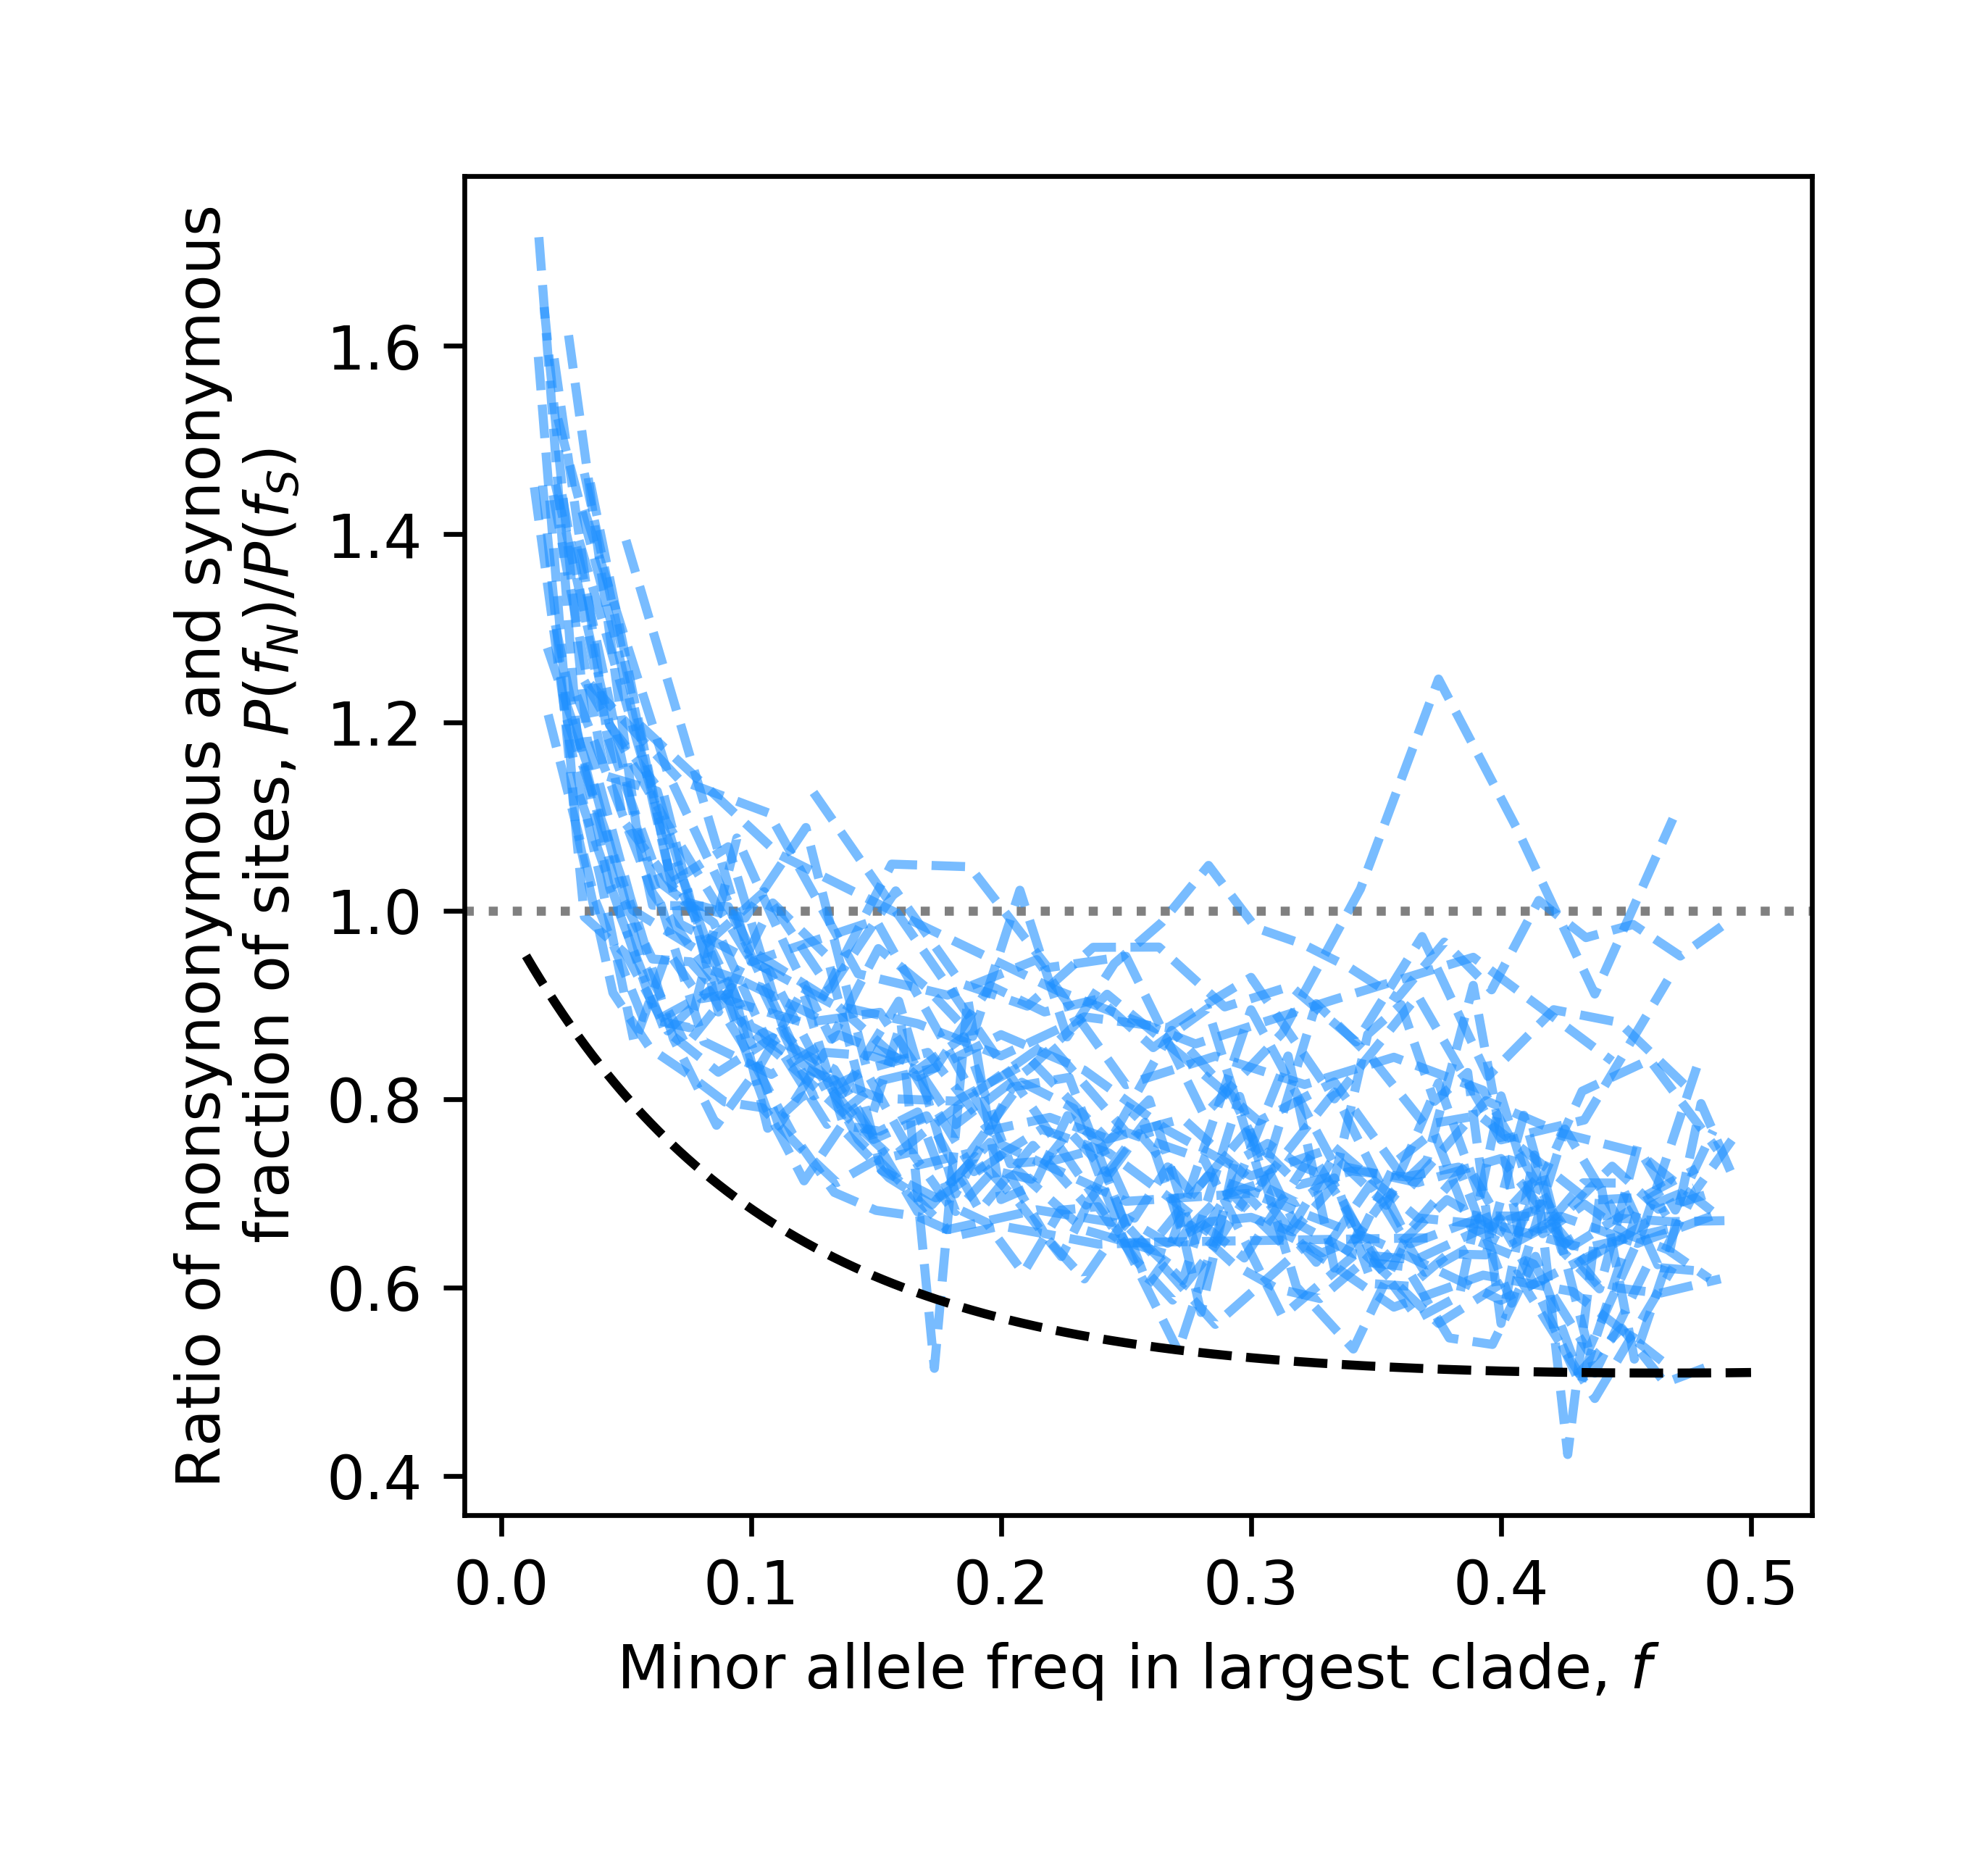 Ratio of nonsynonymous and synonymous
fraction of sites, P(f_N)/P(f_S)
1.6
1.4
1.2
1.0
0.8
0.6
0.4
0.0 0.1 0.2 0.3 0.4 0.5
Minor allele freq in largest clade, f